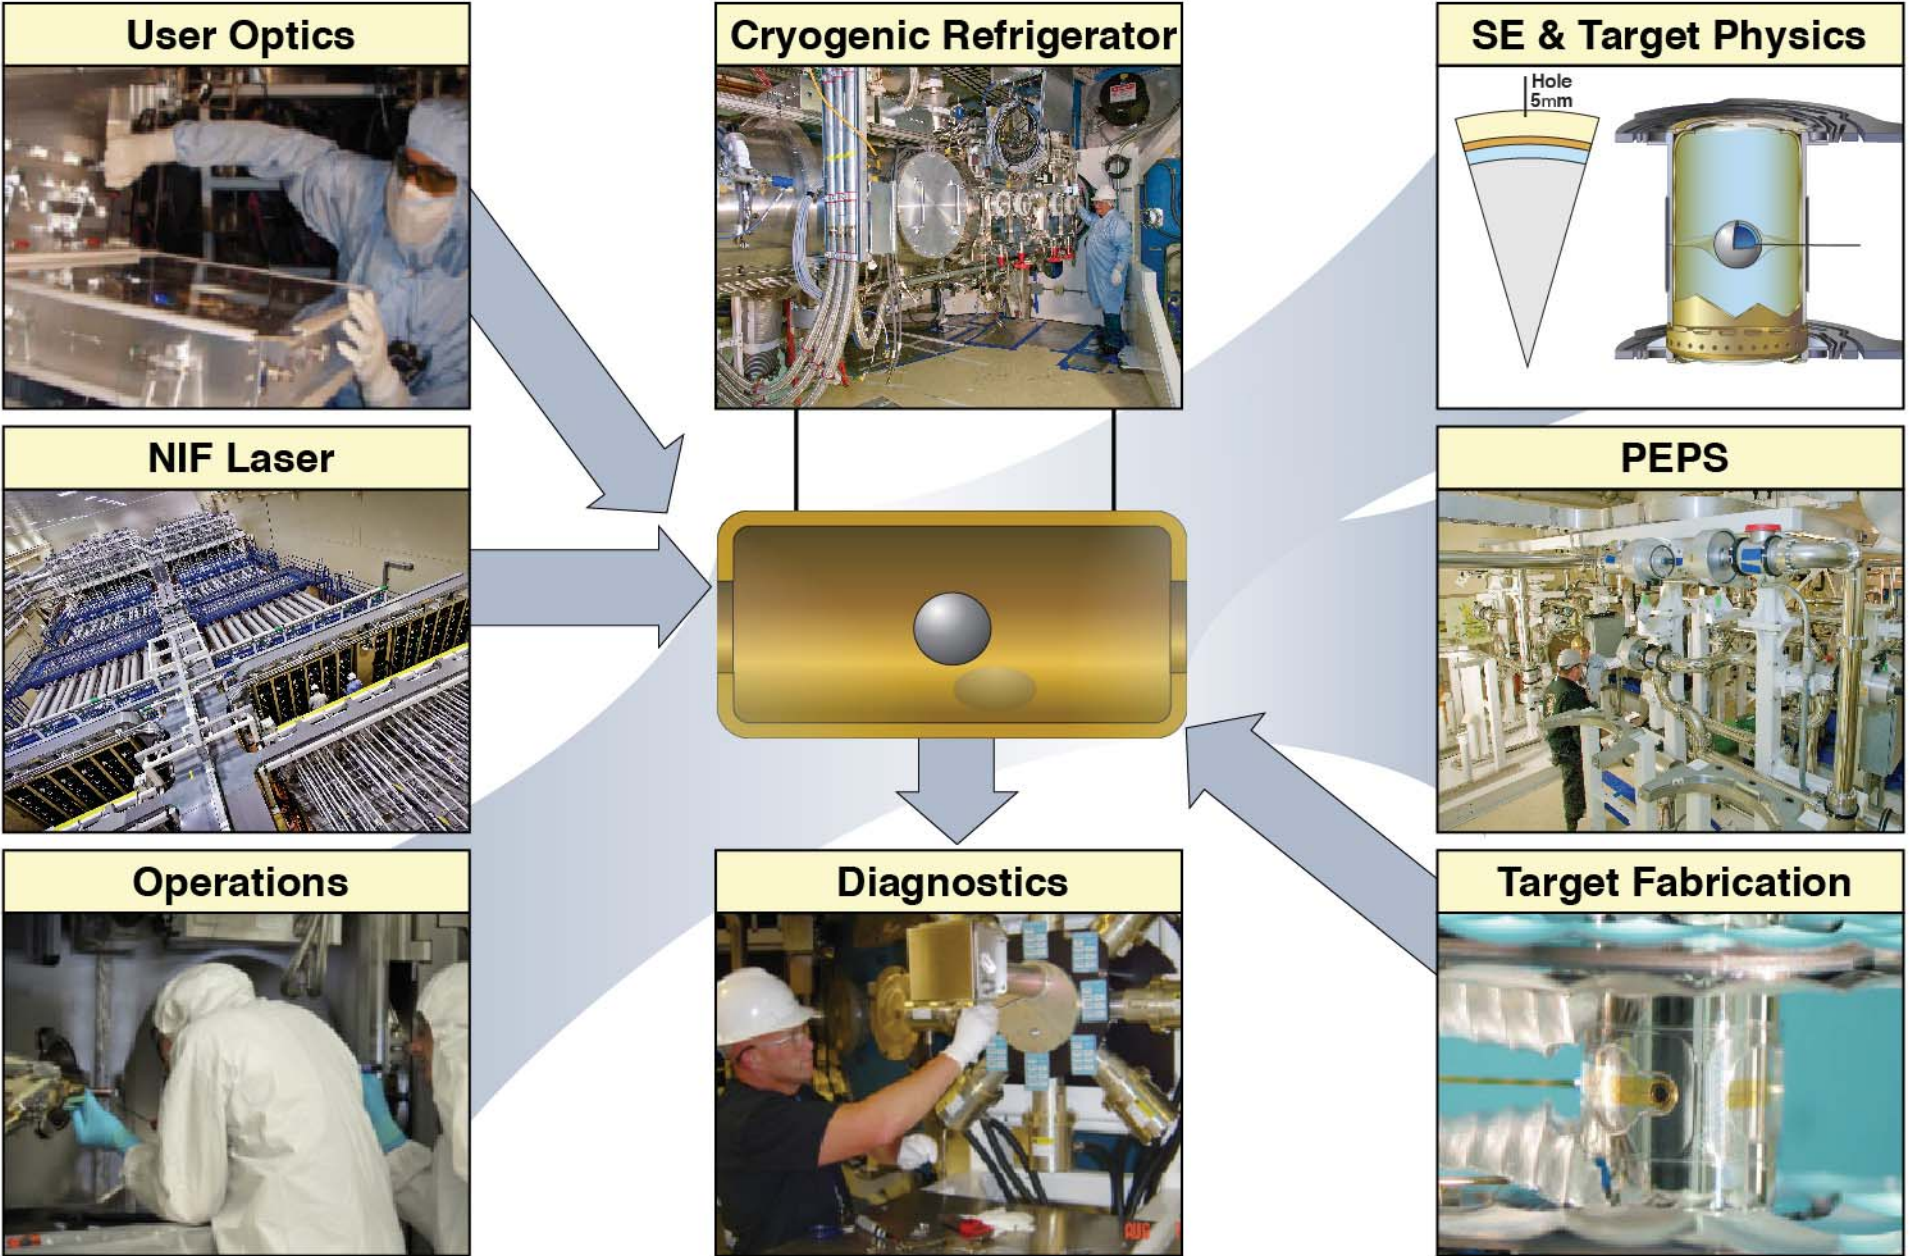 User Optics
Cryogenic Refrigerator
SE & Target Physics
Hole
5mm
NIF Laser
PEPS
Operations
Diagnostics
Target Fabrication